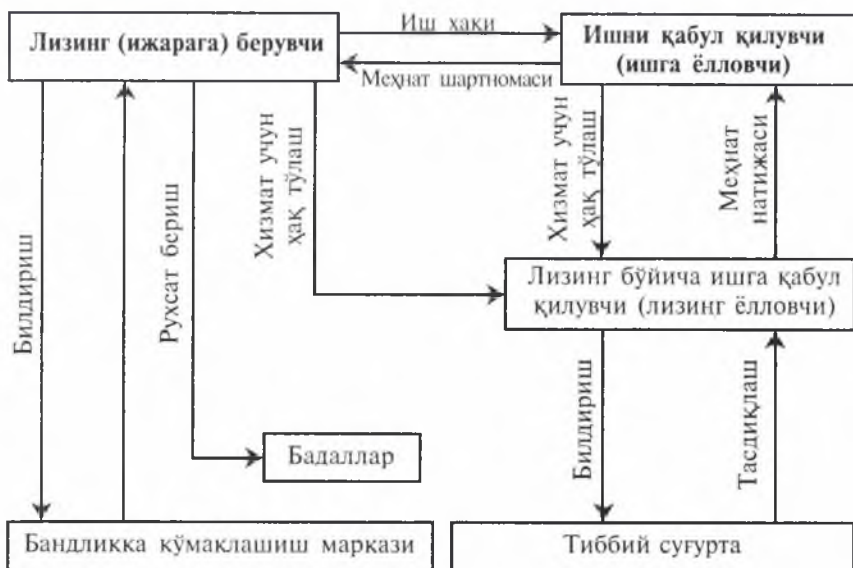 Лизинг (ижарага) берувчи
Иш хақи
Меҳнат шартномаси
Ишни қабул қилувчи
(ишга ёлловчи)
Билдириш
Рухсат бериш
Хизмат учун
ҳақ тўлаш
Хизмат учун
ҳақ тўлаш
Меҳнат
натижаси
Лизинг бўйича ишга қабул
қилувчи (лизинг ёлловчи)
Бадаллар
Билдириш
Тасдиқлаш
Бандликка кўмаклашиш маркази
Тиббий суғурта